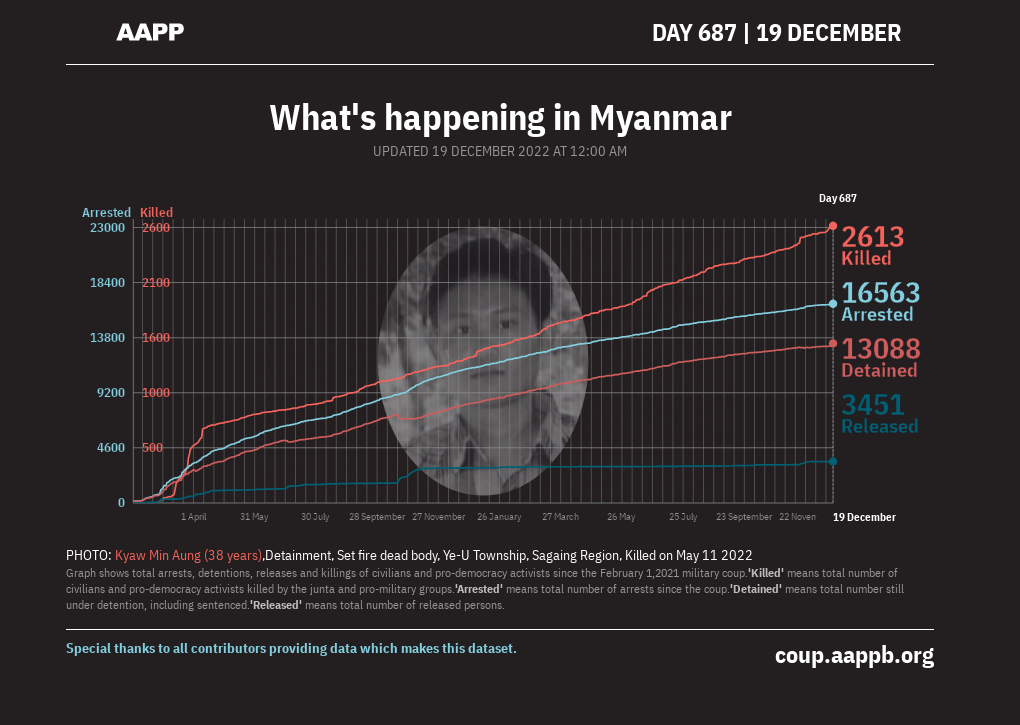 AAPP
DAY 687 | 19 DECEMBER
What's happening in Myanmar
UPDATED 19 DECEMBER 2022 AT 12:00 AM
Day 687
Arrested Killed
23000 2600
18400 2100
13800 1600
9200 1000
4600 500
0
2613
Killed
16563
Arrested
13088
Detained
3451
Released
1 April 31 May 30 July 28 September 27 November 26 January 27 March 26 May 25 July 23 September 22 Novem 19 December
PHOTO: Kyaw Min Aung (38 years),Detainment, Set fire dead body, Ye-U Township, Sagaing Region, Killed on May 11 2022
Graph shows total arrests, detentions, releases and killings of civilians and pro-democracy activists since the February 1,2021 military coup.'Killed' means total number of
civilians and pro-democracy activists killed by the junta and pro-military groups.'Arrested' means total number of arrests since the coup.'Detained' means total number still
under detention, including sentenced.'Released' means total number of released persons.
Special thanks to all contributors providing data which makes this dataset.
coup.aappb.org